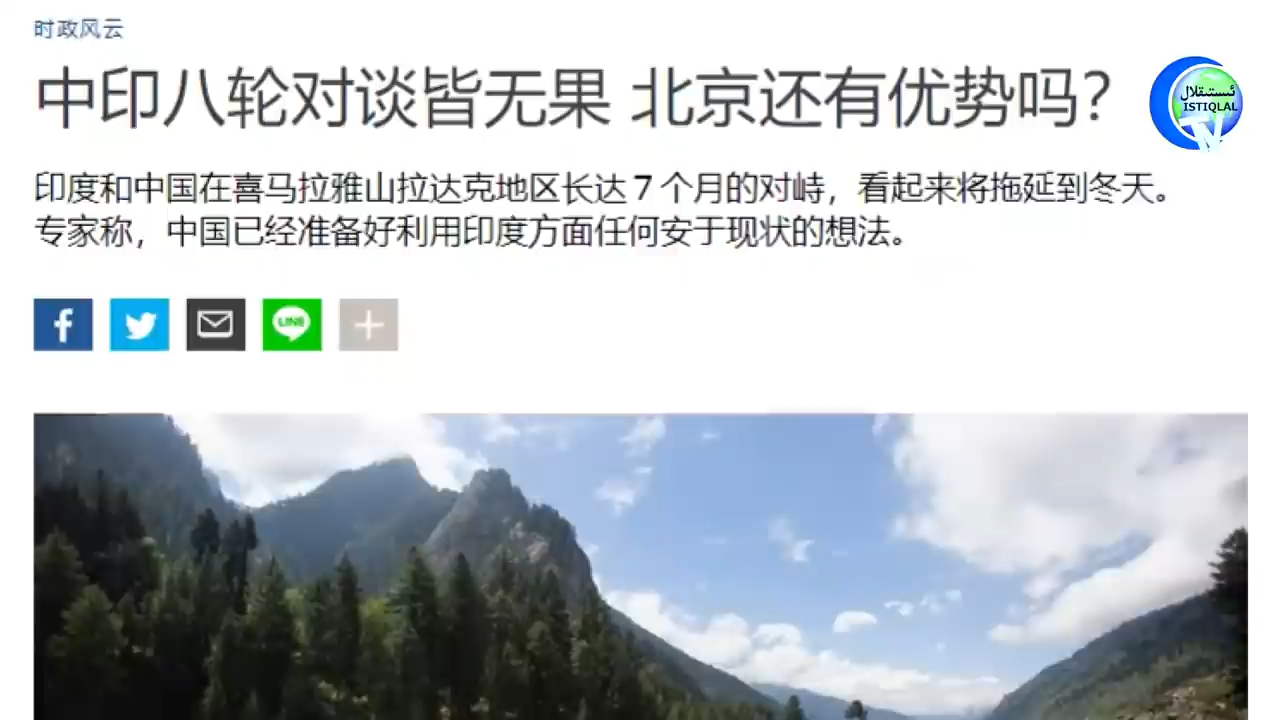 时政风云
中印八轮对谈皆无果 北京还有优势吗？
ئىستىقلال
ISTIQLAL
TV
印度和中国在喜马拉雅山拉达克地区长达7个月的对峙，看起来将拖延到冬天。
专家称，中国已经准备好利用印度方面任何安于现状的想法。
f
LINE
+